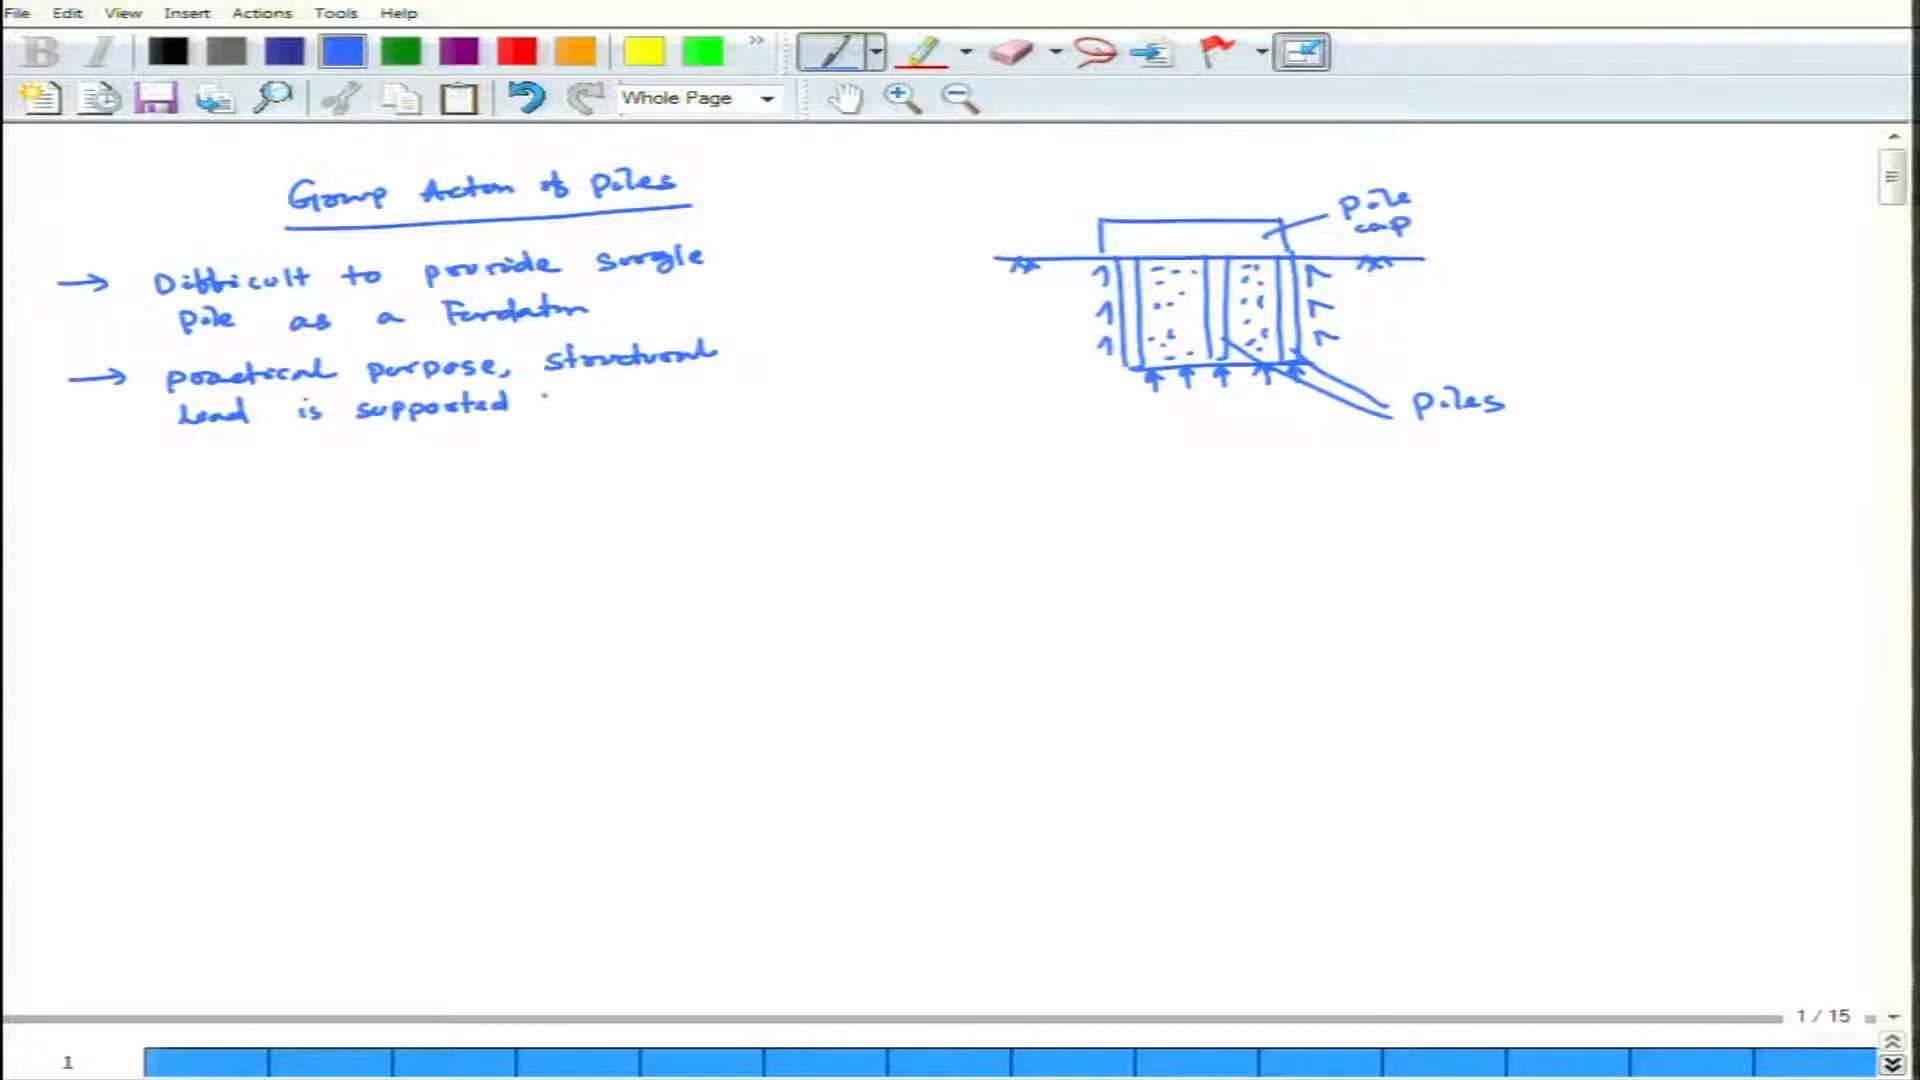 File Edit View Insert Actions Tools Help
B I
Whole Page
Group Action of Piles
→ Difficult to provide single
Pile as a Foundation
→ practical purpose, structural
load is supported
pile
cap
piles
1 / 15
1